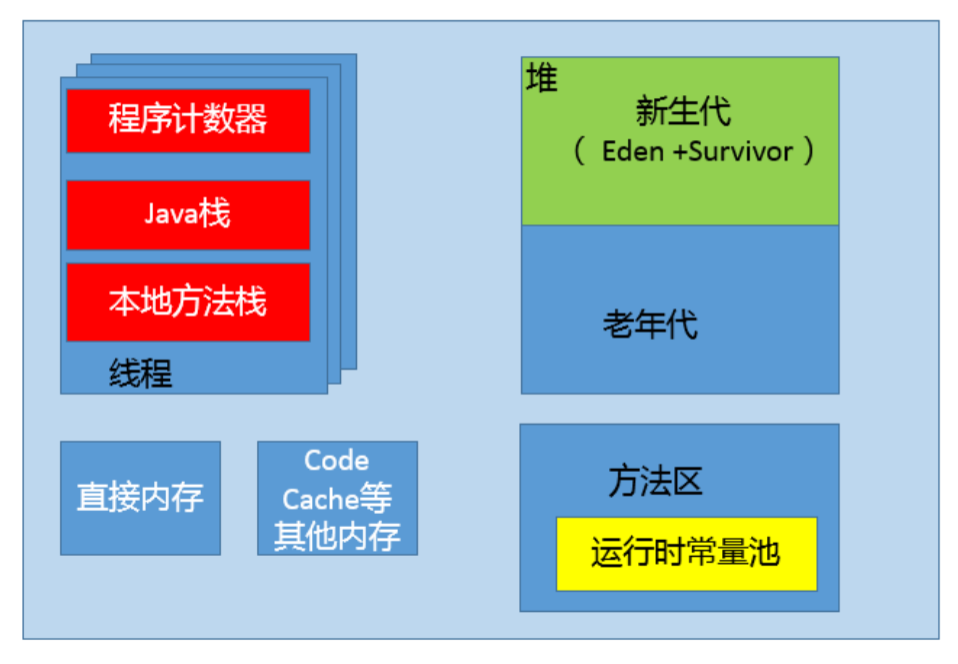 程序计数器
Java栈
本地方法栈
线程
堆
新生代
（ Eden +Survivor ）
老年代
直接内存
Code
Cache等
其他内存
方法区
运行时常量池